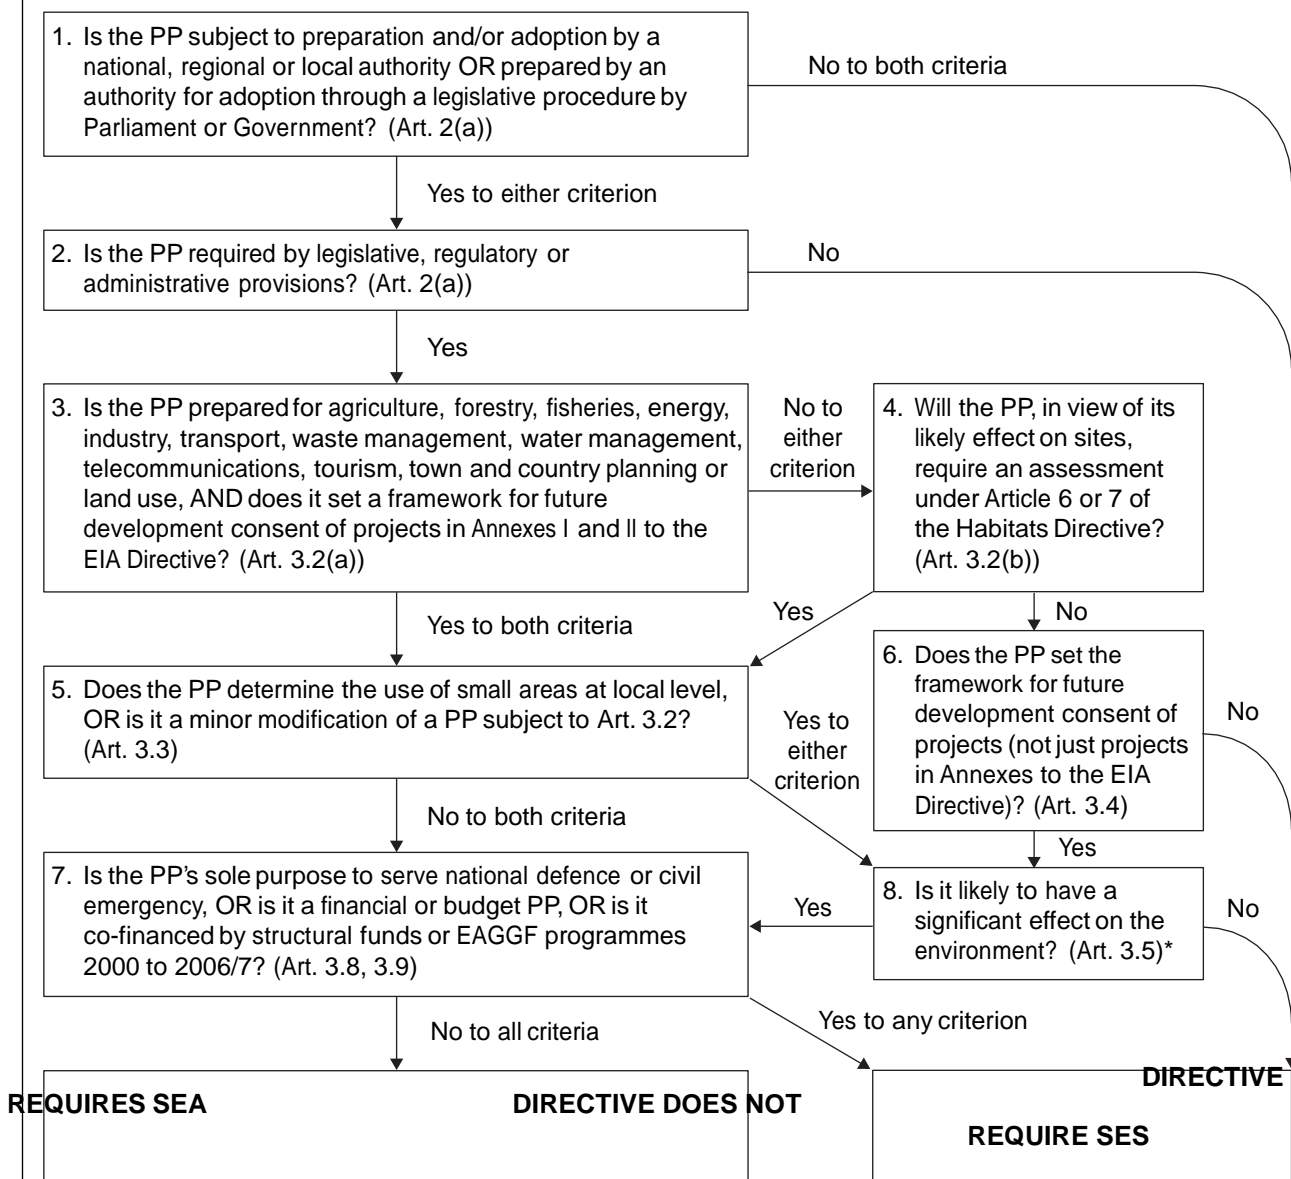 1. Is the PP subject to preparation and/or adoption by a
national, regional or local authority OR prepared by an
authority for adoption through a legislative procedure by
Parliament or Government? (Art. 2(a))
No to both criteria
Yes to either criterion
2. Is the PP required by legislative, regulatory or
administrative provisions? (Art. 2(a))
No
Yes
3. Is the PP prepared for agriculture, forestry, fisheries, energy,
industry, transport, waste management, water management,
telecommunications, tourism, town and country planning or
land use, AND does it set a framework for future
development consent of projects in Annexes I and II to the
EIA Directive? (Art. 3.2(a))
No to
either
criterion
4. Will the PP, in view of its
likely effect on sites,
require an assessment
under Article 6 or 7 of
the Habitats Directive?
(Art. 3.2(b))
Yes to both criteria
Yes
No
5. Does the PP determine the use of small areas at local level,
OR is it a minor modification of a PP subject to Art. 3.2?
(Art. 3.3)
Yes to
either
criterion
6. Does the PP set the
framework for future
development consent of
projects (not just projects
in Annexes to the EIA
Directive)? (Art. 3.4)
No
No to both criteria
Yes
7. Is the PP's sole purpose to serve national defence or civil
emergency, OR is it a financial or budget PP, OR is it
co-financed by structural funds or EAGGF programmes
2000 to 2006/7? (Art. 3.8, 3.9)
Yes
8. Is it likely to have a
significant effect on the
environment? (Art. 3.5)*
No
No to all criteria
Yes to any criterion
DIRECTIVE
REQUIRES SEA
DIRECTIVE DOES NOT
REQUIRE SES